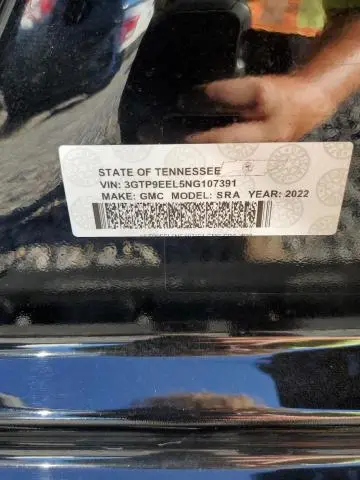 STATE OF TENNESSEE
VIN: 3GTP9EEL5NG107391
MAKE: GMC MODEL: SRA YEAR: 2022